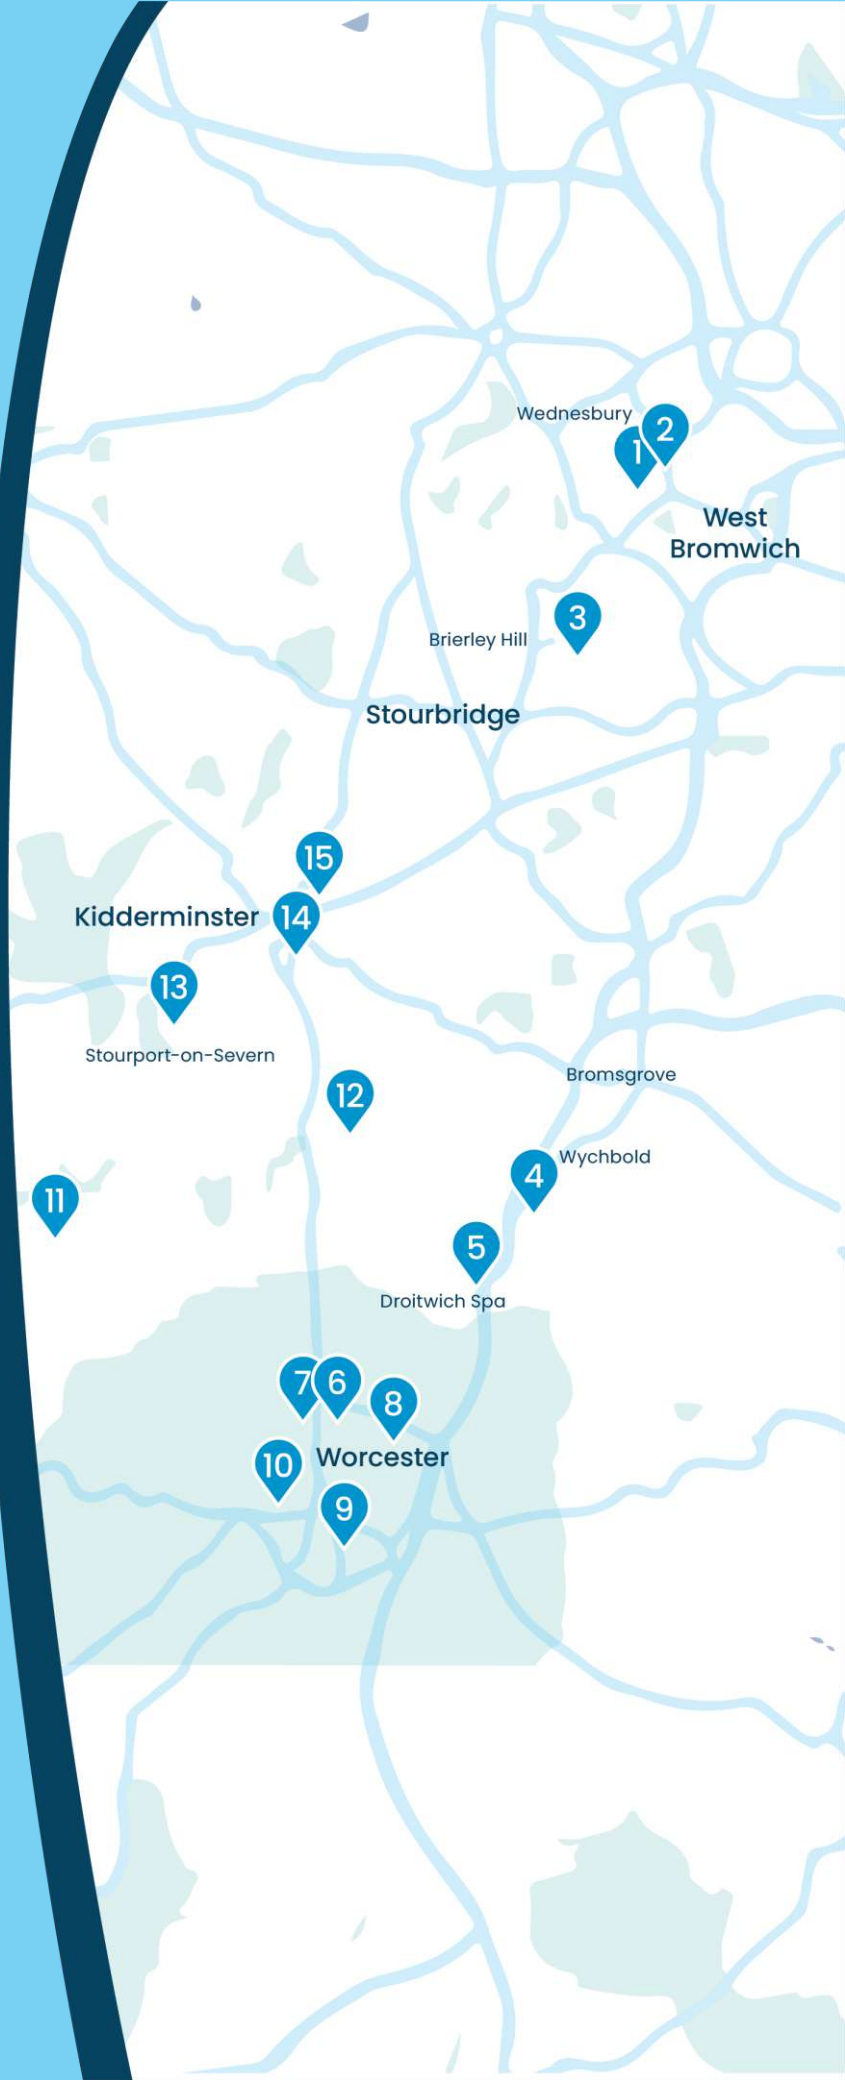 Wednesbury
2
1
West
Bromwich
3
Brierley Hill
Stourbridge
15
Kidderminster
14
13
Stourport-on-Severn
Bromsgrove
12
Wychbold
4
11
5
Droitwich Spa
7
6
8
Worcester
10
9